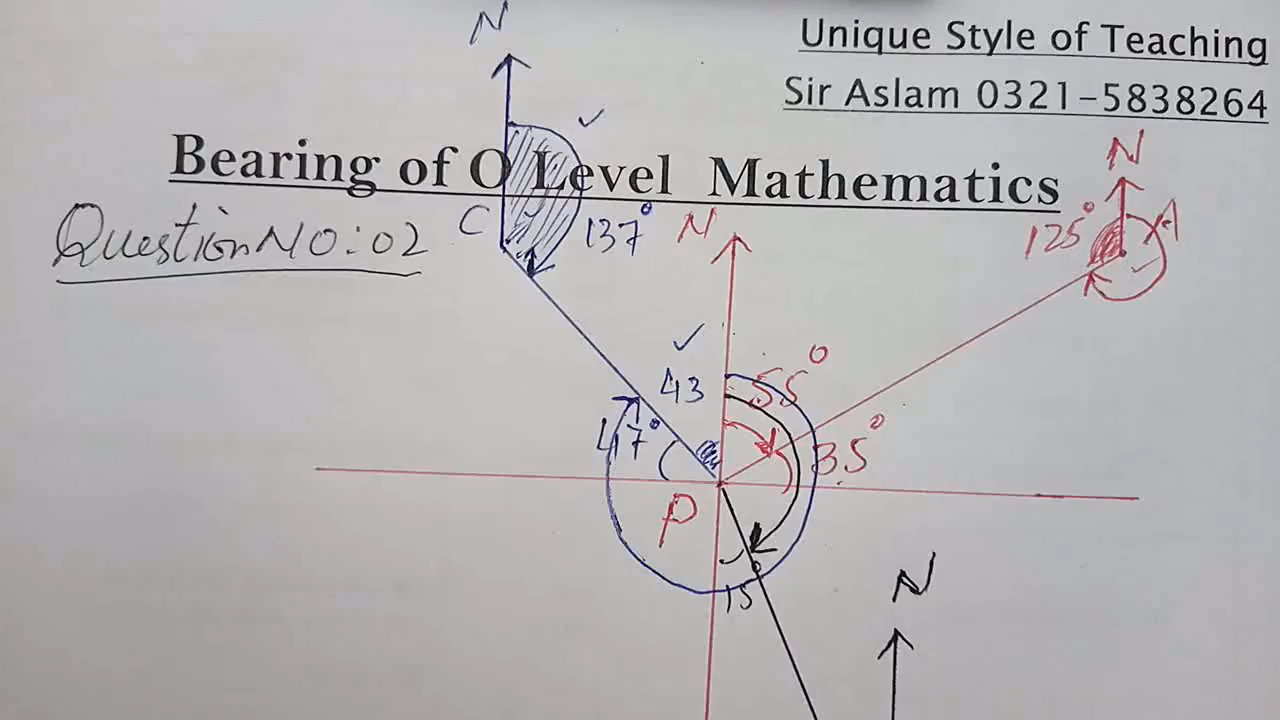 N
Unique Style of Teaching
Sir Aslam 0321-5838264
Bearing of O Level Mathematics
N
Question NO:02
C
137°
N
125°
A
43
55°
47°
35°
P
15°
N